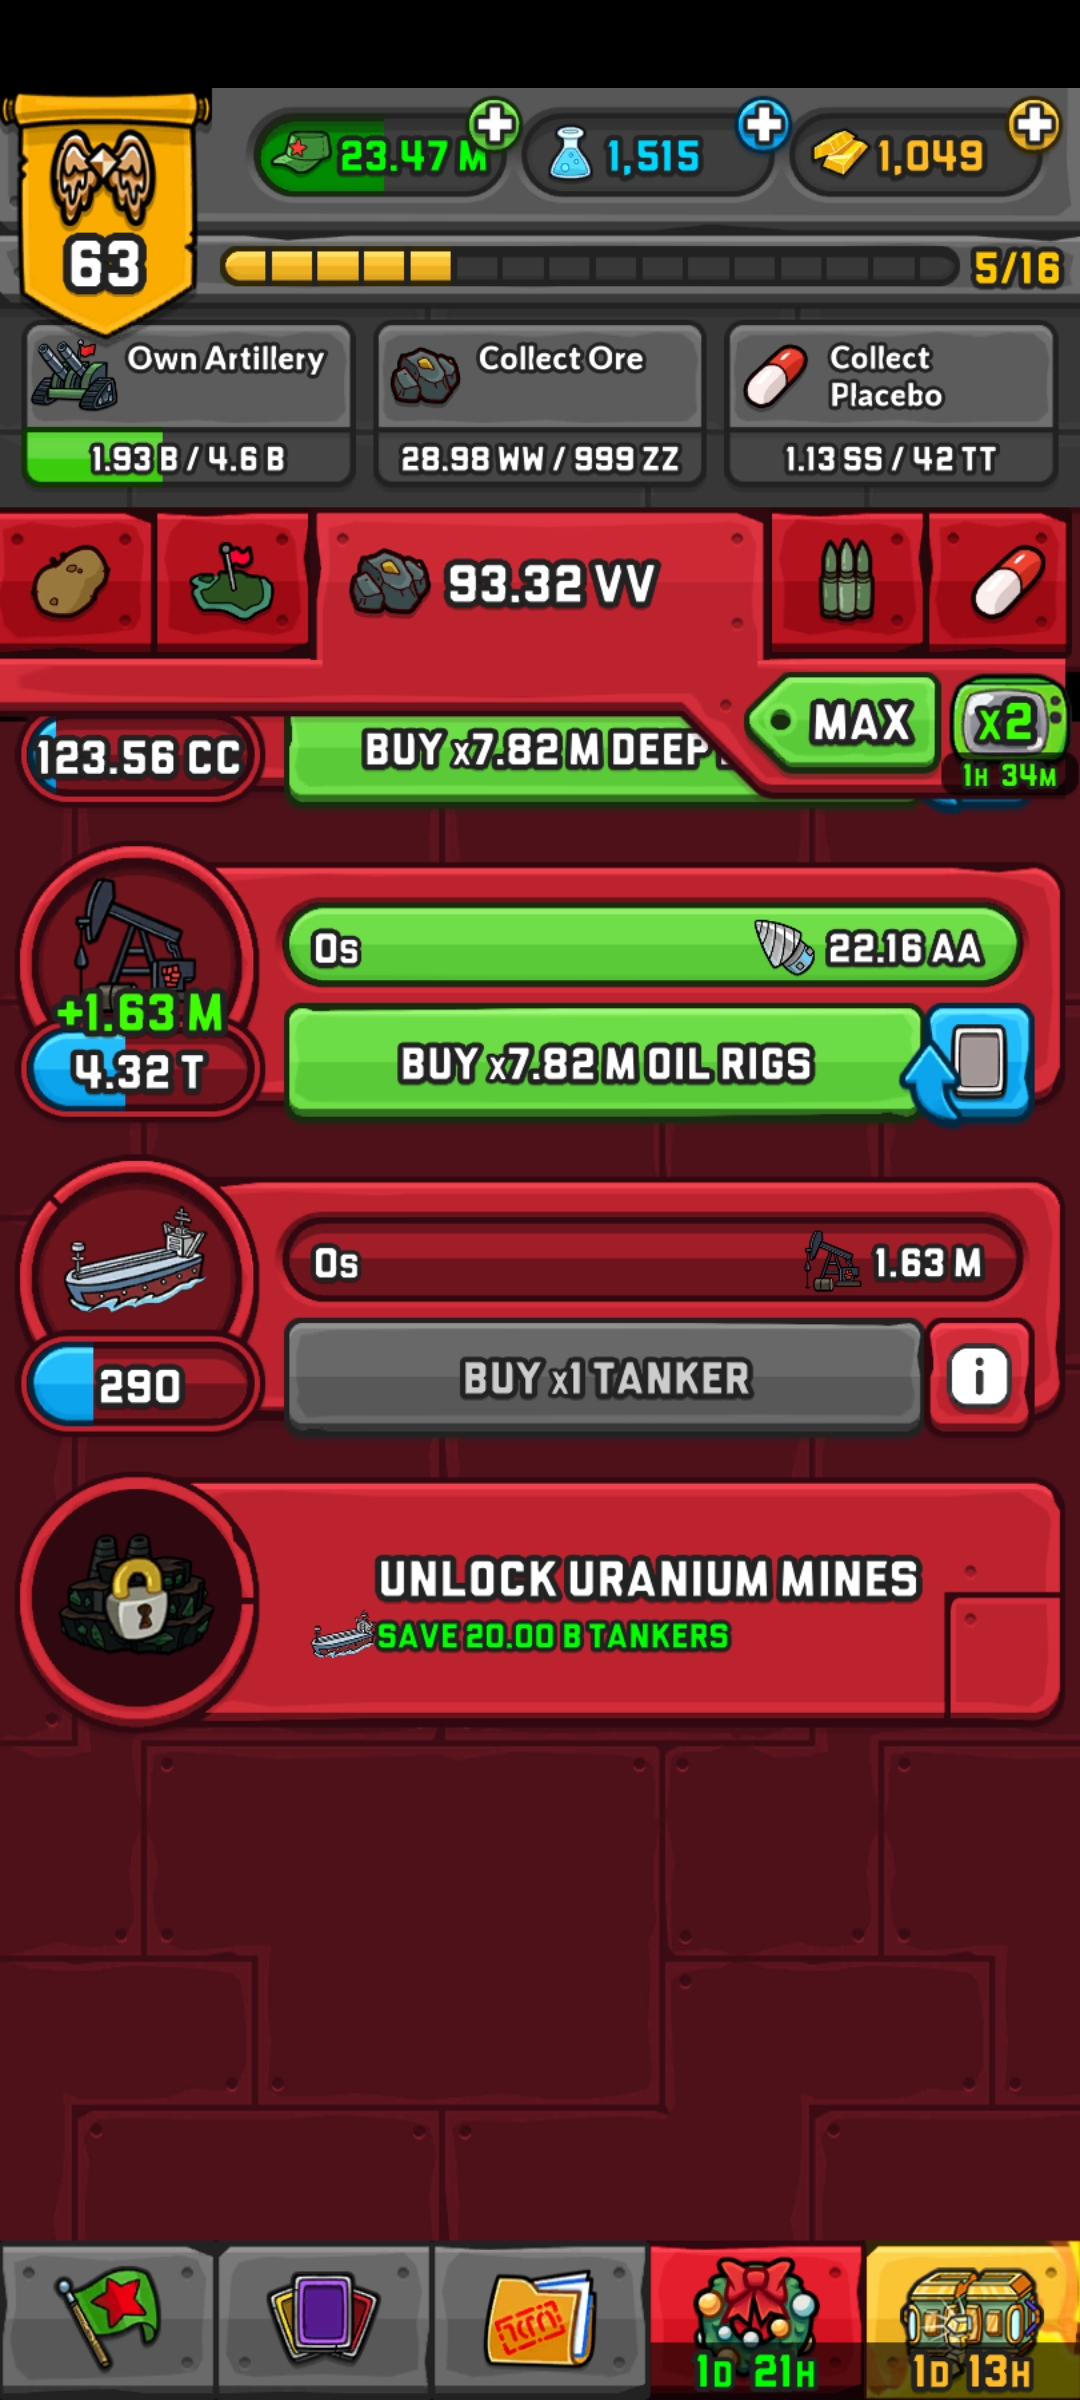 23.47 M
1,515
1,049
63
5/16
Own Artillery
Collect Ore
Collect
Placebo
1.93 B / 4.6 B
28.98 WW / 999 ZZ
1.13 SS / 42 TT
93.32 VV
MAX
x2
1H 34M
123.56 CC
BUY x7.82 M DEEP
0s
22.16 AA
+1.63 M
4.32 T
BUY x7.82 M OIL RIGS
0s
1.63 M
290
BUY x1 TANKER
i
UNLOCK URANIUM MINES
SAVE 20.00 B TANKERS
1D 21H
1D 13H